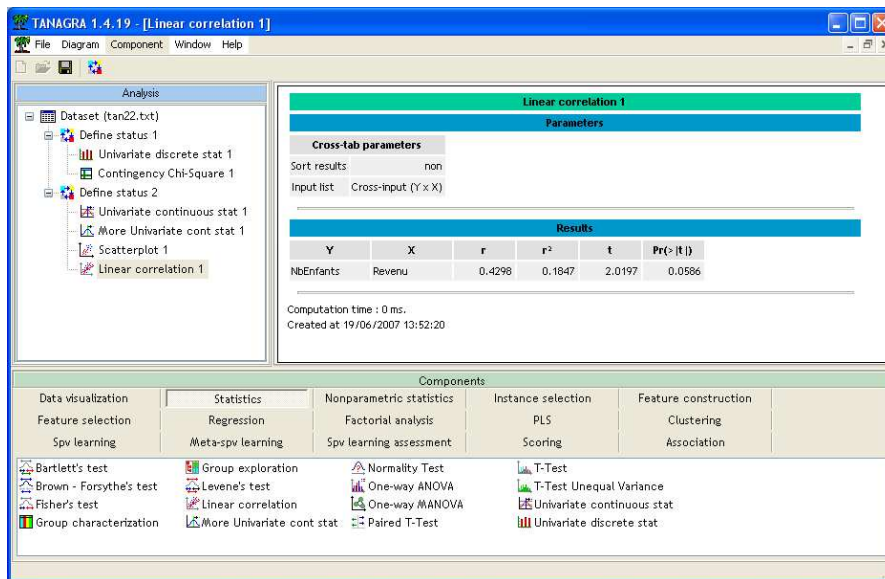 TANAGRA 1.4.19 - [Linear correlation 1]
File Diagram Component Window Help
Analysis
Dataset (tan22.txt)
Define status 1
Univariate discrete stat 1
Contingency Chi-Square 1
Define status 2
Univariate continuous stat 1
More Univariate cont stat 1
Scatterplot 1
Linear correlation 1
Linear correlation 1
Parameters
Cross-tab parameters
Sort results non
Input list Cross-input (Y x X)
Results
Y X r r² t Pr(>|t|)
NbEnfants Revenu 0.4298 0.1847 2.0197 0.0586
Computation time : 0 ms.
Created at 19/06/2007 13:52:20
Components
Data visualization Statistics Nonparametric statistics Instance selection Feature construction
Feature selection Regression Factorial analysis PLS Clustering
Spv learning Meta-spv learning Spv learning assessment Scoring Association
Bartlett's test Group exploration Normality Test T-Test
Brown - Forsythe's test Levene's test One-way ANOVA T-Test Unequal Variance
Fisher's test Linear correlation One-way MANOVA Univariate continuous stat
Group characterization More Univariate cont stat Paired T-Test Univariate discrete stat